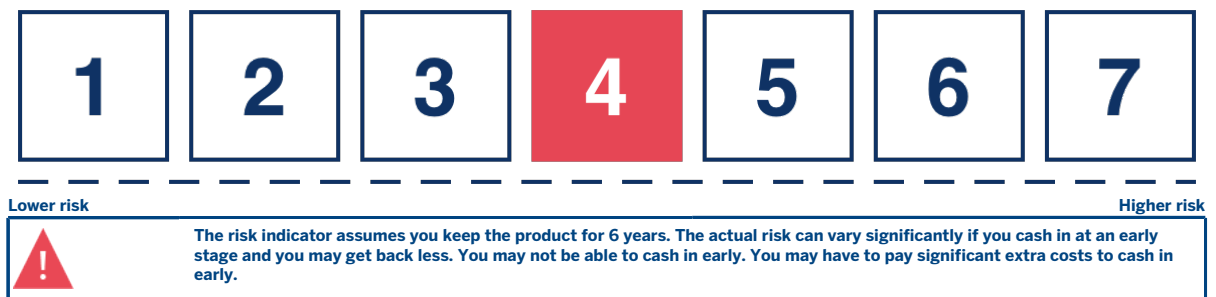 1 2 3 4 5 6 7
Lower risk Higher risk
!
The risk indicator assumes you keep the product for 6 years. The actual risk can vary significantly if you cash in at an early
stage and you may get back less. You may not be able to cash in early. You may have to pay significant extra costs to cash in
early.